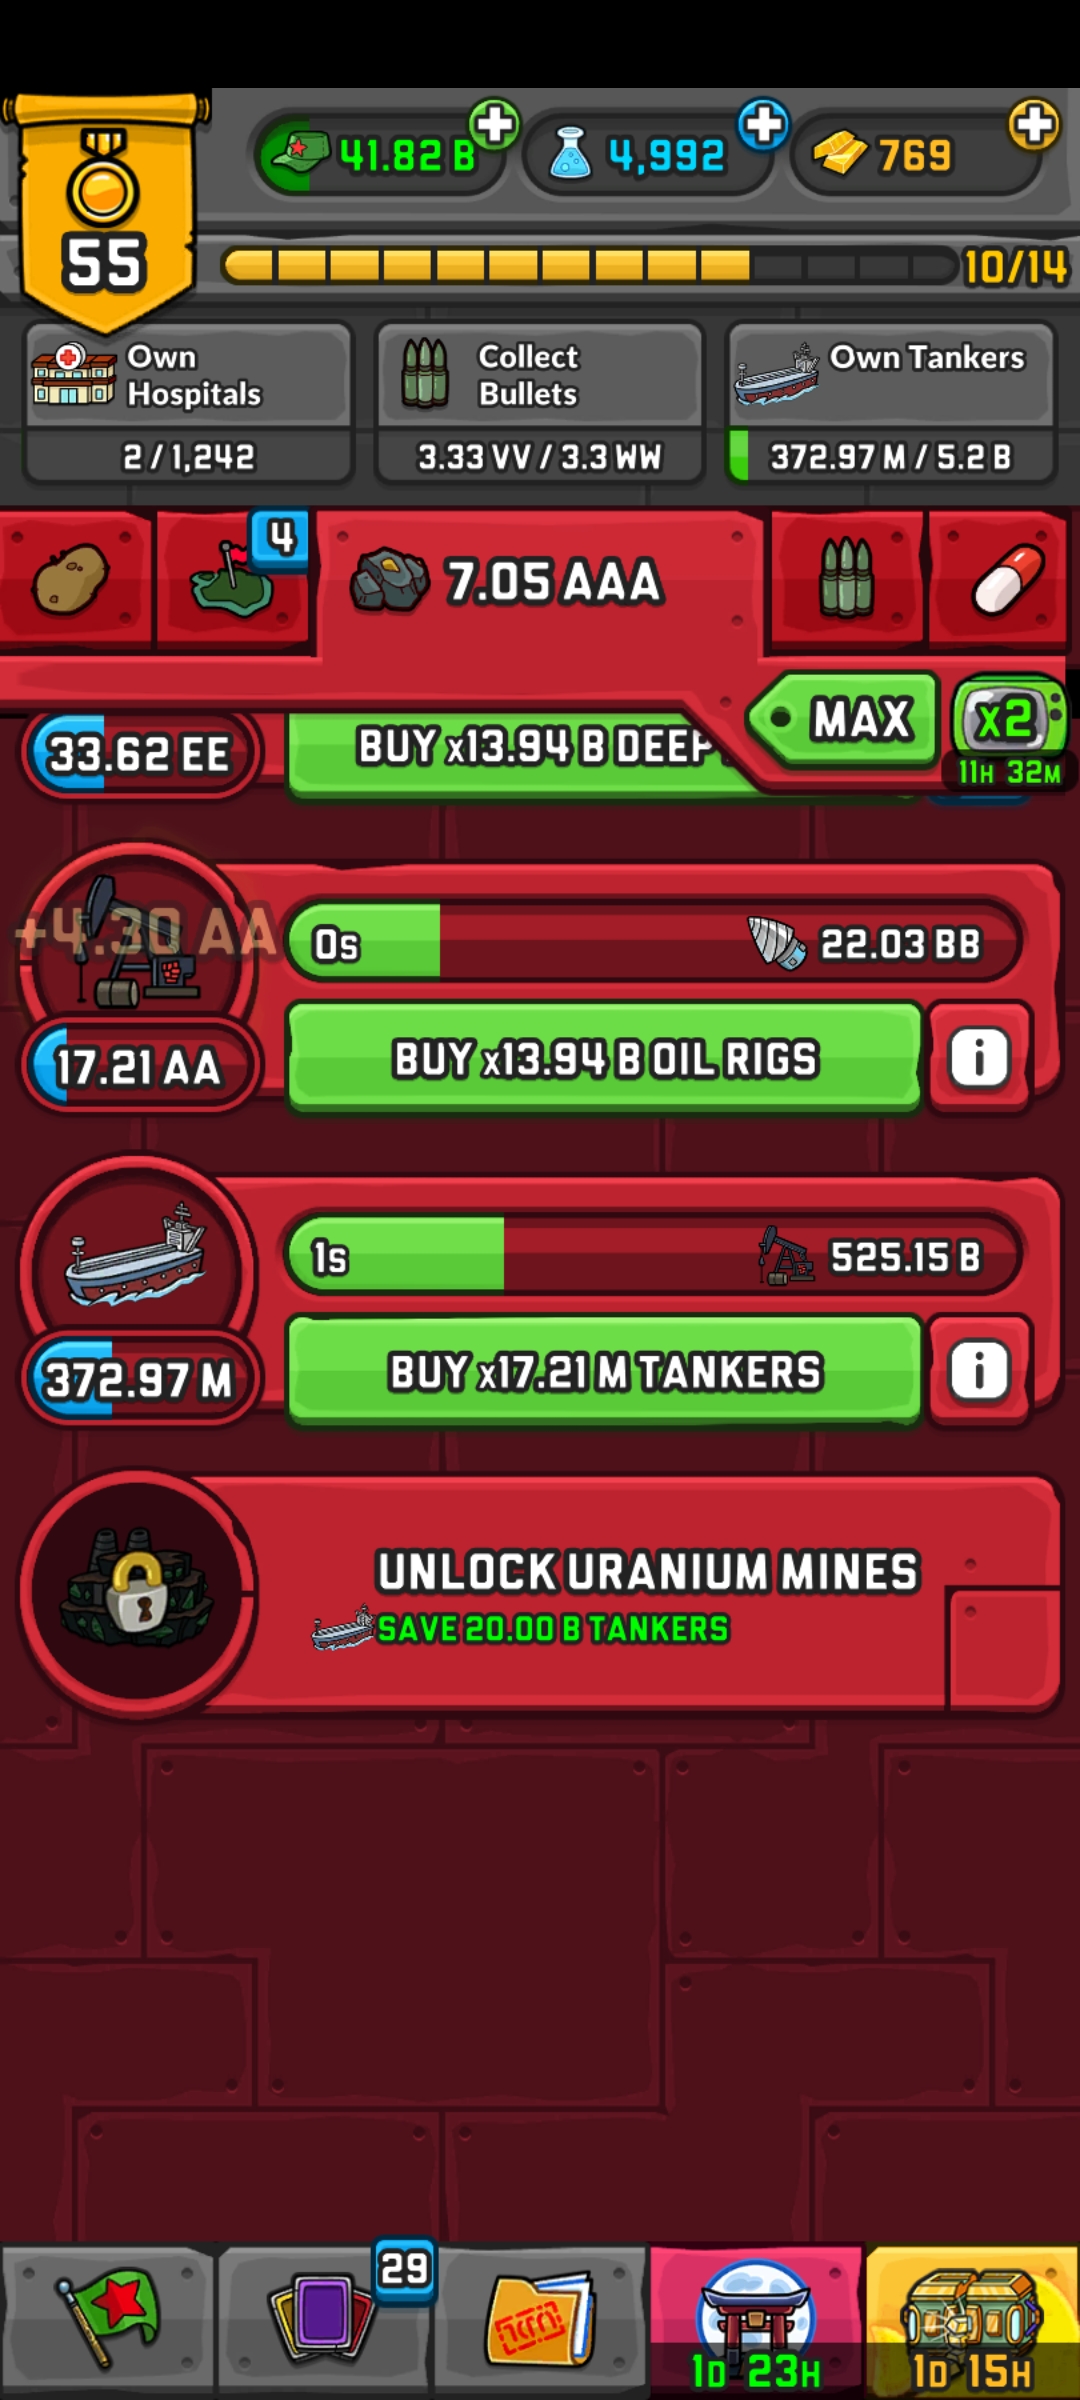 41.82 B
4,992
769
55
10/14
Own
Hospitals
2 / 1,242
Collect
Bullets
3.33 VV / 3.3 WW
Own Tankers
372.97 M / 5.2 B
4
7.05 AAA
MAX
x2
11H 32M
33.62 EE
BUY x13.94 B DEEP
+4.30 AA
0s
22.03 BB
17.21 AA
BUY x13.94 B OIL RIGS
i
1s
525.15 B
372.97 M
BUY x17.21 M TANKERS
i
UNLOCK URANIUM MINES
SAVE 20.00 B TANKERS
29
1D 23H
1D 15H